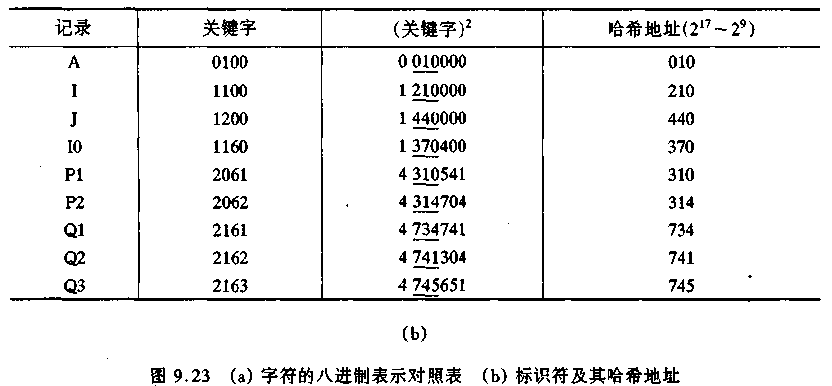 记录 关键字 (关键字)² 哈希地址(2¹⁷~2⁹)
A 0100 0 010000 010
I 1100 1 210000 210
J 1200 1 440000 440
I0 1160 1 370400 370
P1 2061 4 310541 310
P2 2062 4 314704 314
Q1 2161 4 734741 734
Q2 2162 4 741304 741
Q3 2163 4 745651 745
(b)
图 9.23 (a) 字符的八进制表示对照表 (b) 标识符及其哈希地址